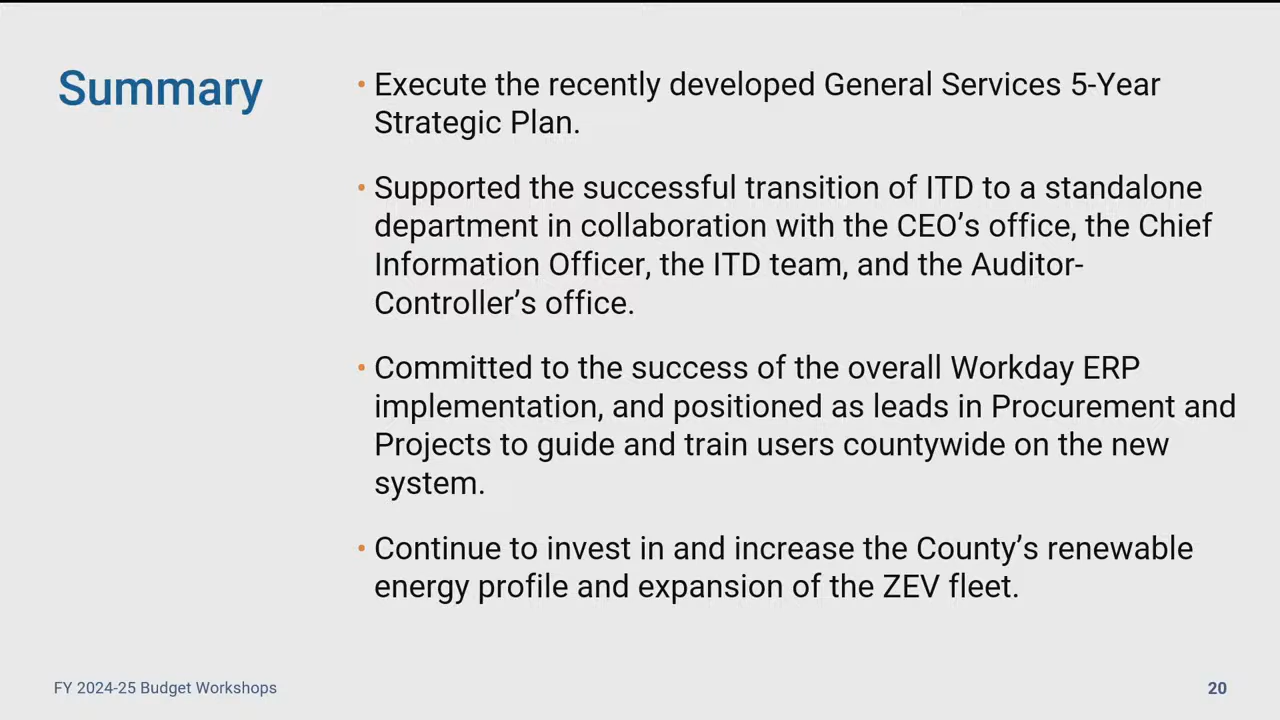 Summary
• Execute the recently developed General Services 5-Year
Strategic Plan.
• Supported the successful transition of ITD to a standalone
department in collaboration with the CEO’s office, the Chief
Information Officer, the ITD team, and the Auditor-
Controller’s office.
• Committed to the success of the overall Workday ERP
implementation, and positioned as leads in Procurement and
Projects to guide and train users countywide on the new
system.
• Continue to invest in and increase the County’s renewable
energy profile and expansion of the ZEV fleet.
FY 2024-25 Budget Workshops
20